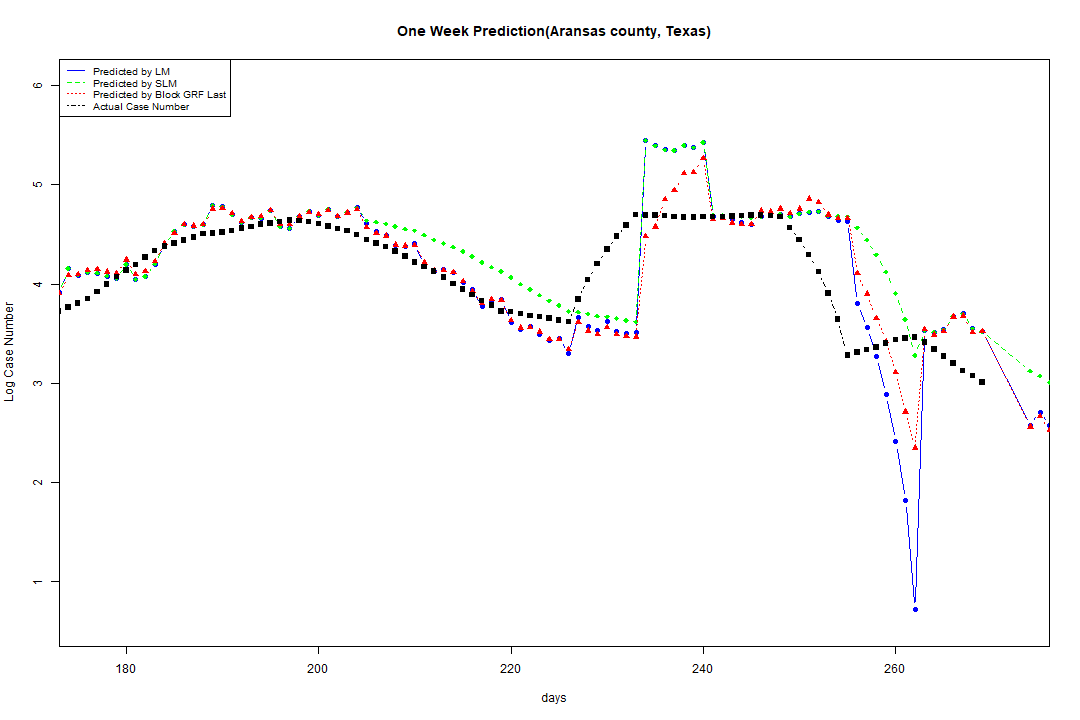 One Week Prediction(Aransas county, Texas)
Predicted by LM
Predicted by SLM
Predicted by Block GRF Last
Actual Case Number
6
5
4
3
2
1
Log Case Number
180 200 220 240 260
days